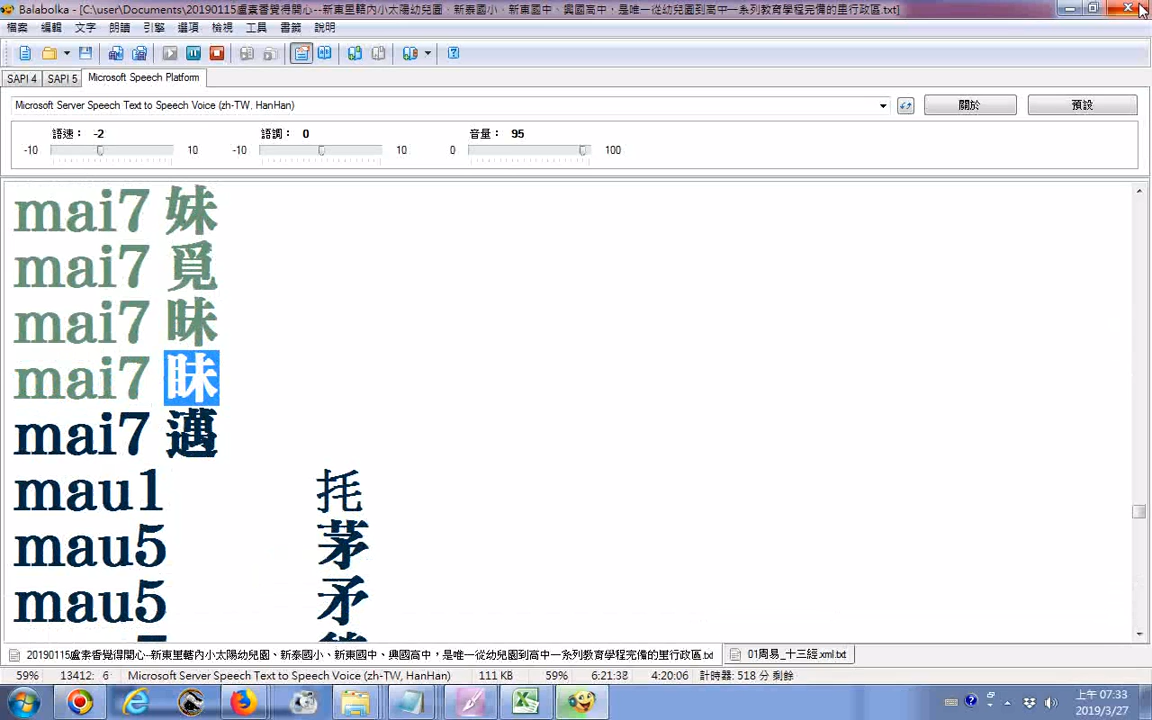 Balabolka - [C:\user\Documents\20190115盧素香覺得開心--新東里轄內小太陽幼兒園、新泰國小、新東國中、興國高中，是唯一從幼兒園到高中一系列教育學程完備的里行政區.txt]
檔案 編輯 文字 朗讀 引擎 選項 檢視 工具 書籤 說明
SAPI 4 SAPI 5 Microsoft Speech Platform
Microsoft Server Speech Text to Speech Voice (zh-TW, HanHan) 關於 預設
語速： -2 語調： 0 音量： 95
-10 10 -10 10 0 100
mai7 妹
mai7 覓
mai7 昧
mai7 眛
mai7 邁
mau1 托
mau5 茅
mau5 矛
20190115盧素香覺得開心--新東里轄內小太陽幼兒園、新泰國小、新東國中、興國高中，是唯一從幼兒園到高中一系列教育學程完備的里行政區.txt 01周易_十三經.xml.txt
59% 13412: 6 Microsoft Server Speech Text to Speech Voice (zh-TW, HanHan) 111 KB 59% 6:21:38 4:20:06 計時器: 518 分 剩餘
上午 07:33
2019/3/27